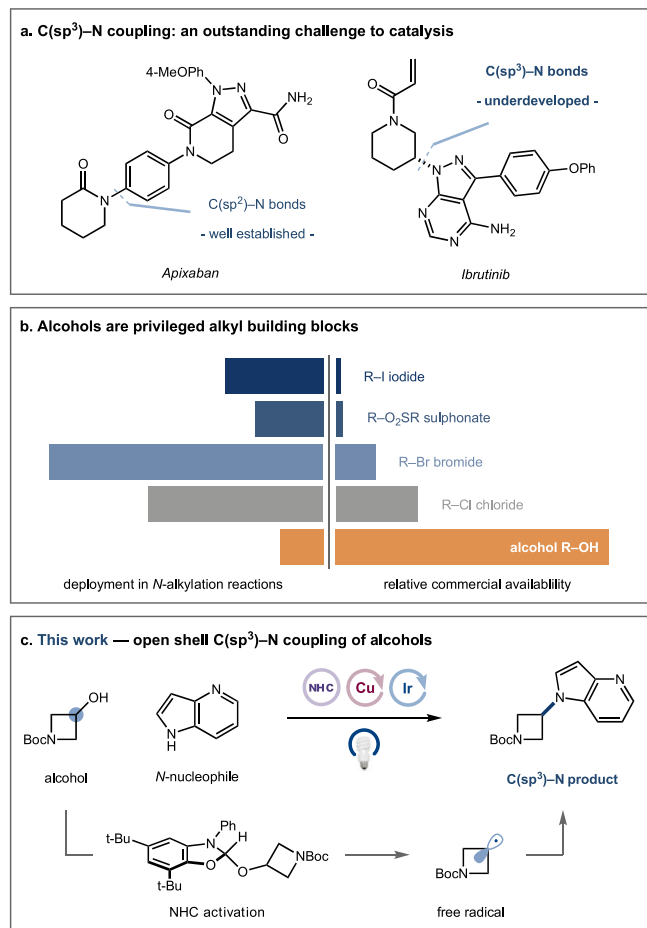 a. C(sp3)–N coupling: an outstanding challenge to catalysis
4-MeOPh
N
N
NH2
O
O
N
O
N
C(sp2)–N bonds
- well established -
Apixaban
O
N
C(sp3)–N bonds
- underdeveloped -
N
N
OPh
N
N
NH2
Ibrutinib
b. Alcohols are privileged alkyl building blocks
R–I iodide
R–O2SR sulphonate
R–Br bromide
R–Cl chloride
alcohol R–OH
deployment in N-alkylation reactions
relative commercial availablility
c. This work — open shell C(sp3)–N coupling of alcohols
OH
BocN
alcohol
N
N
H
N-nucleophile
NHC
Cu
Ir
N
N
BocN
C(sp3)–N product
t-Bu
N
Ph
H
O
O
NBoc
t-Bu
NHC activation
BocN
free radical